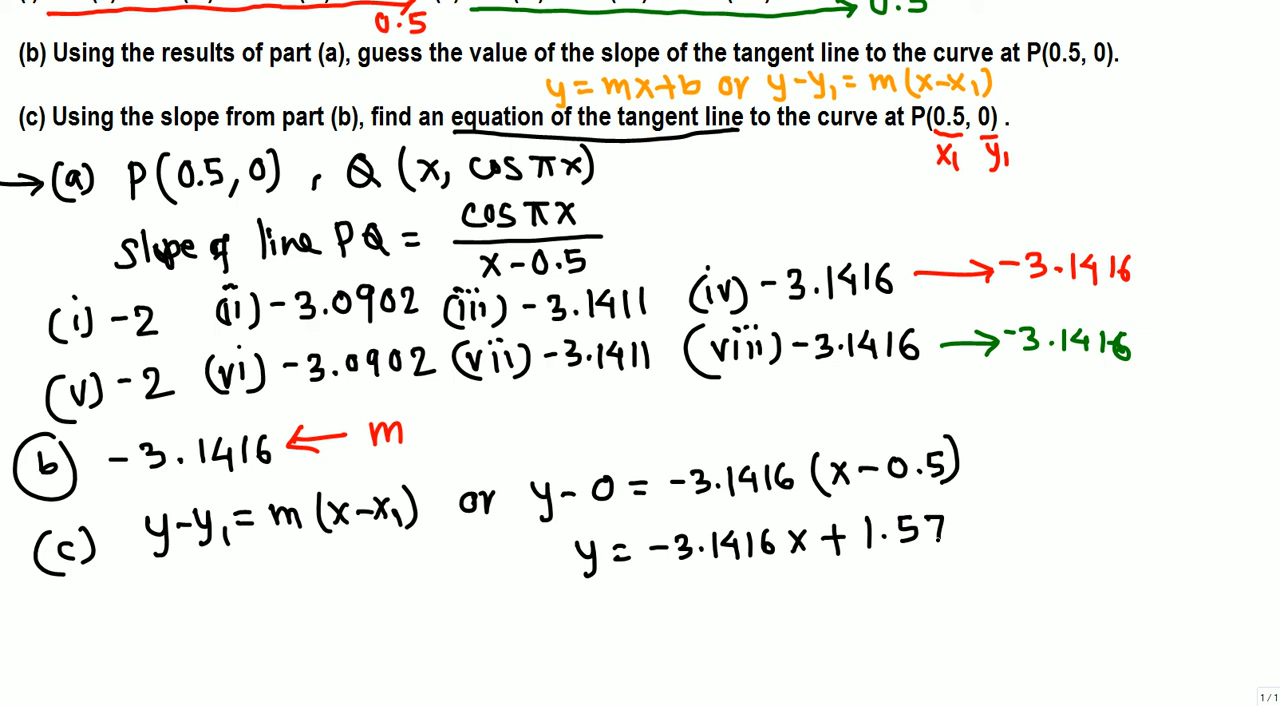 0.5 0.5
(b) Using the results of part (a), guess the value of the slope of the tangent line to the curve at P(0.5, 0).
y = mx+b or y-y₁ = m(x-x₁)
(c) Using the slope from part (b), find an equation of the tangent line to the curve at P(0.5, 0) .
x₁ y₁
→ (a) P(0.5,0) , Q (x, cos πx)
slope of line PQ = cos πx / x-0.5
(i) -2 (ii) -3.0902 (iii) -3.1411 (iv) -3.1416 → -3.1416
(v) -2 (vi) -3.0902 (vii) -3.1411 (viii) -3.1416 → -3.1416
(b) -3.1416 ← m
(c) y-y₁ = m(x-x₁) or y-0 = -3.1416 (x-0.5)
y = -3.1416 x + 1.57
1 / 1